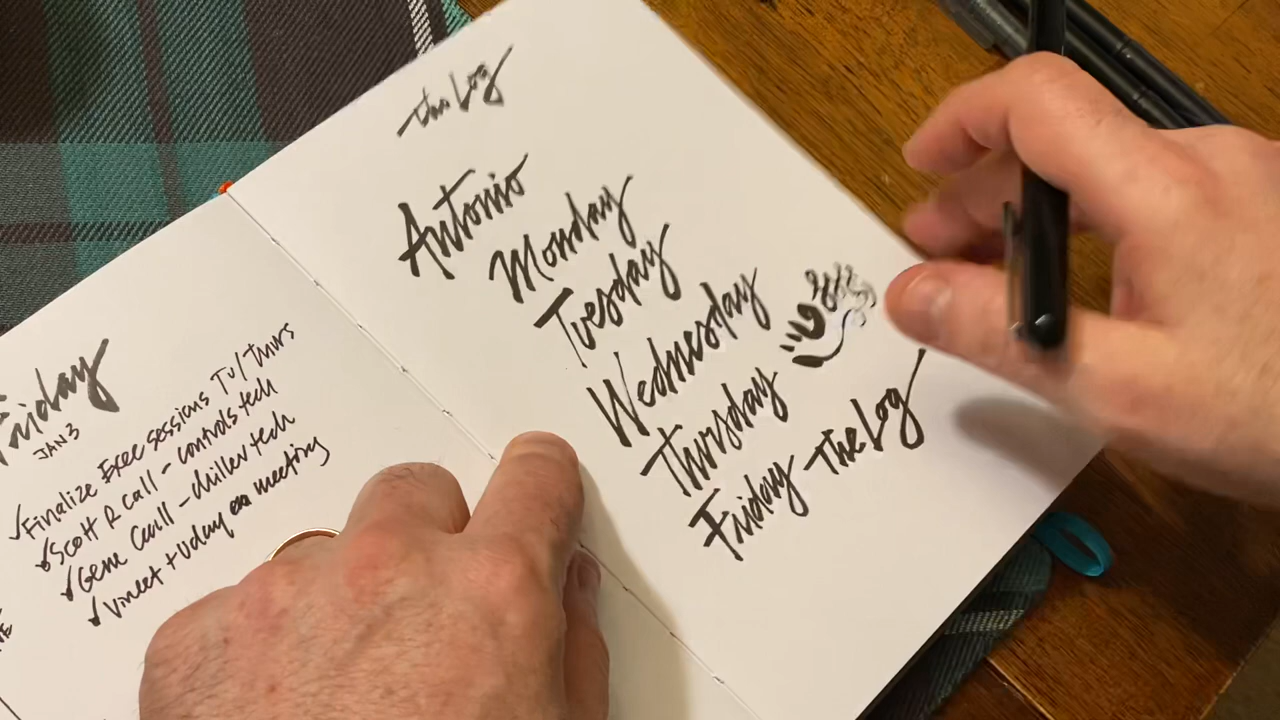 Friday
JAN 3
Finalize Exec sessions TU/THURS
Scott R Call - controls tech
Gene Call - chiller tech
Vineet + Uday meeting
The Log
Antonio
Monday
Tuesday
Wednesday
Thursday
Friday - The Log